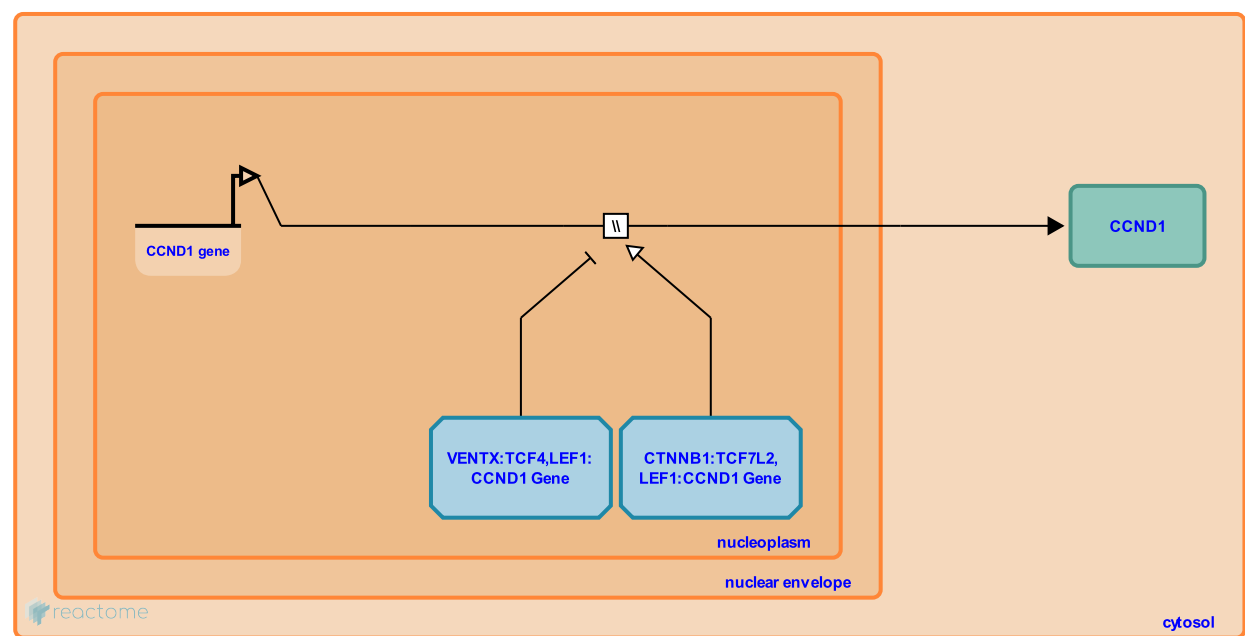 CCND1 gene
\\
CCND1
VENTX:TCF4,LEF1:
CCND1 Gene
CTNNB1:TCF7L2,
LEF1:CCND1 Gene
nucleoplasm
nuclear envelope
reactome
cytosol